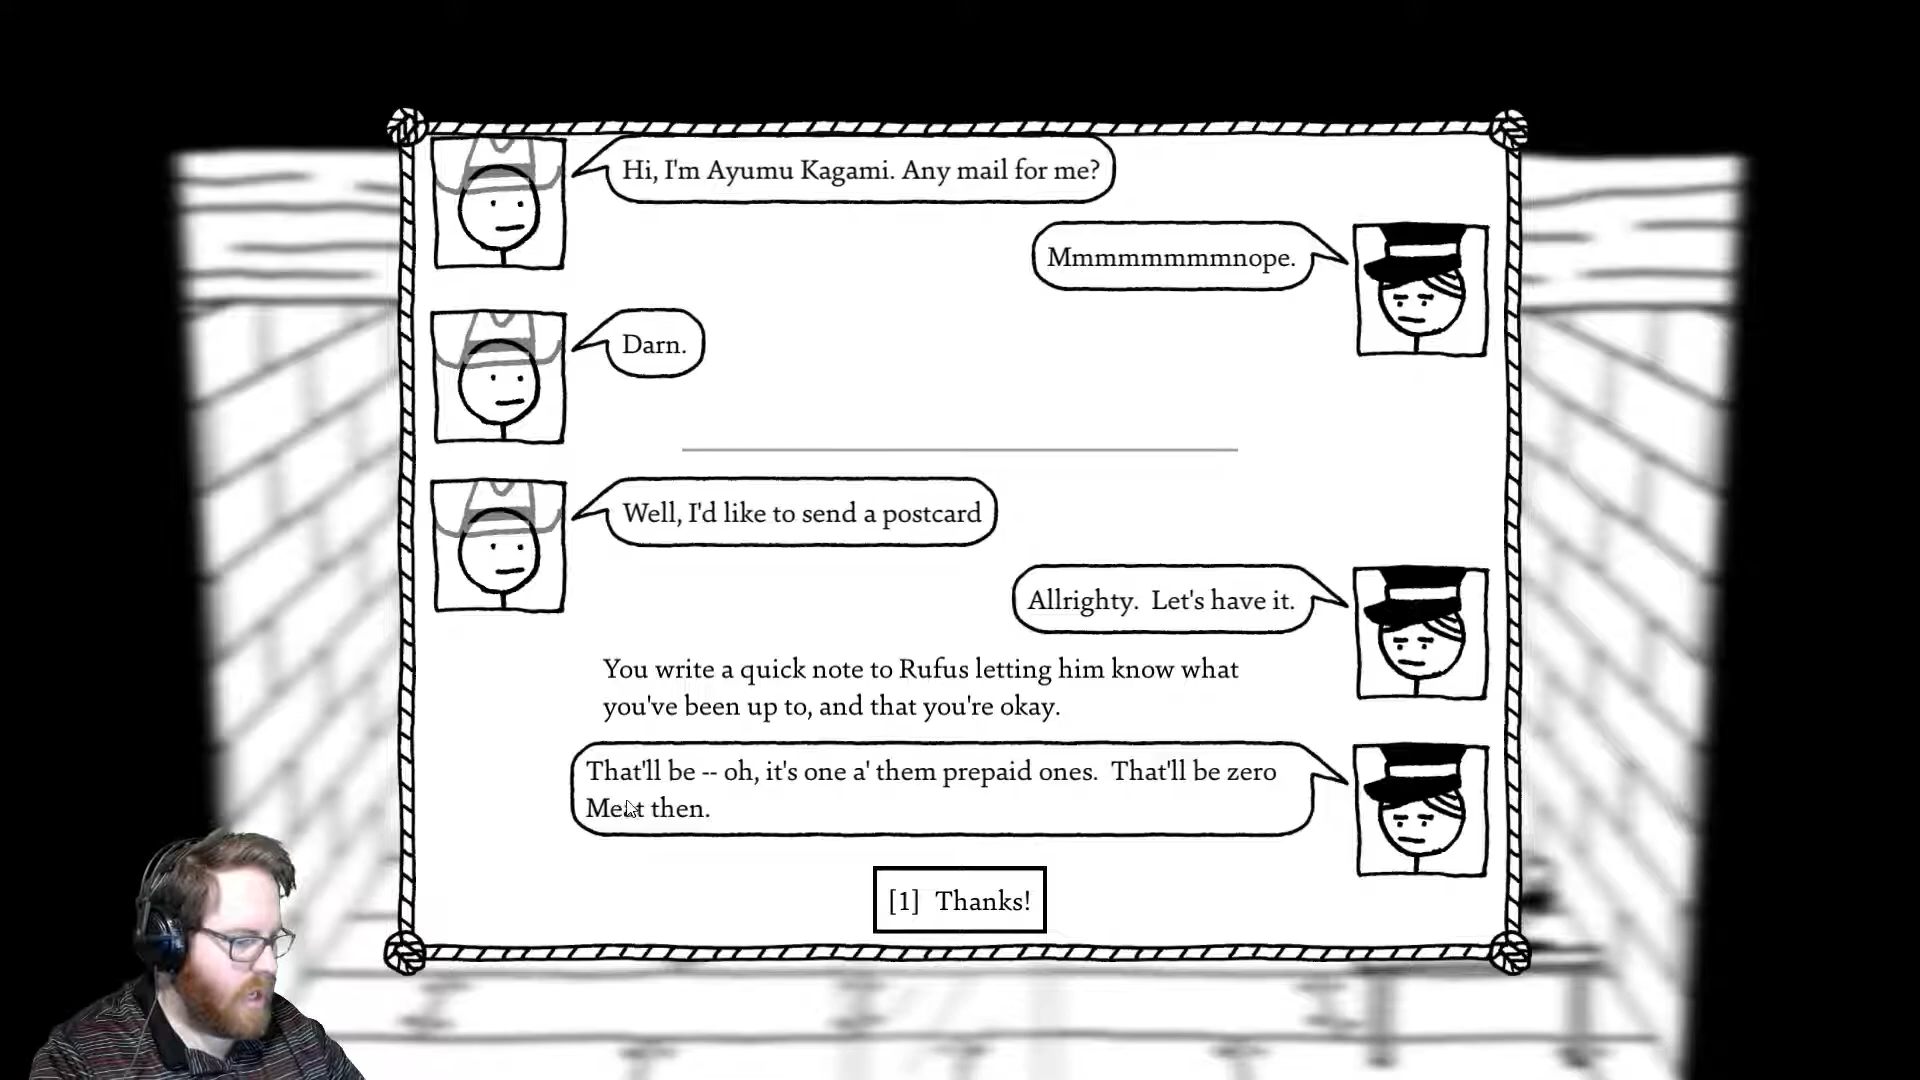 Hi, I'm Ayumu Kagami. Any mail for me?
Mmmmmmmmnope.
Darn.
Well, I'd like to send a postcard
Allrighty. Let's have it.
You write a quick note to Rufus letting him know what
you've been up to, and that you're okay.
That'll be -- oh, it's one a' them prepaid ones. That'll be zero
Meat then.
[1] Thanks!